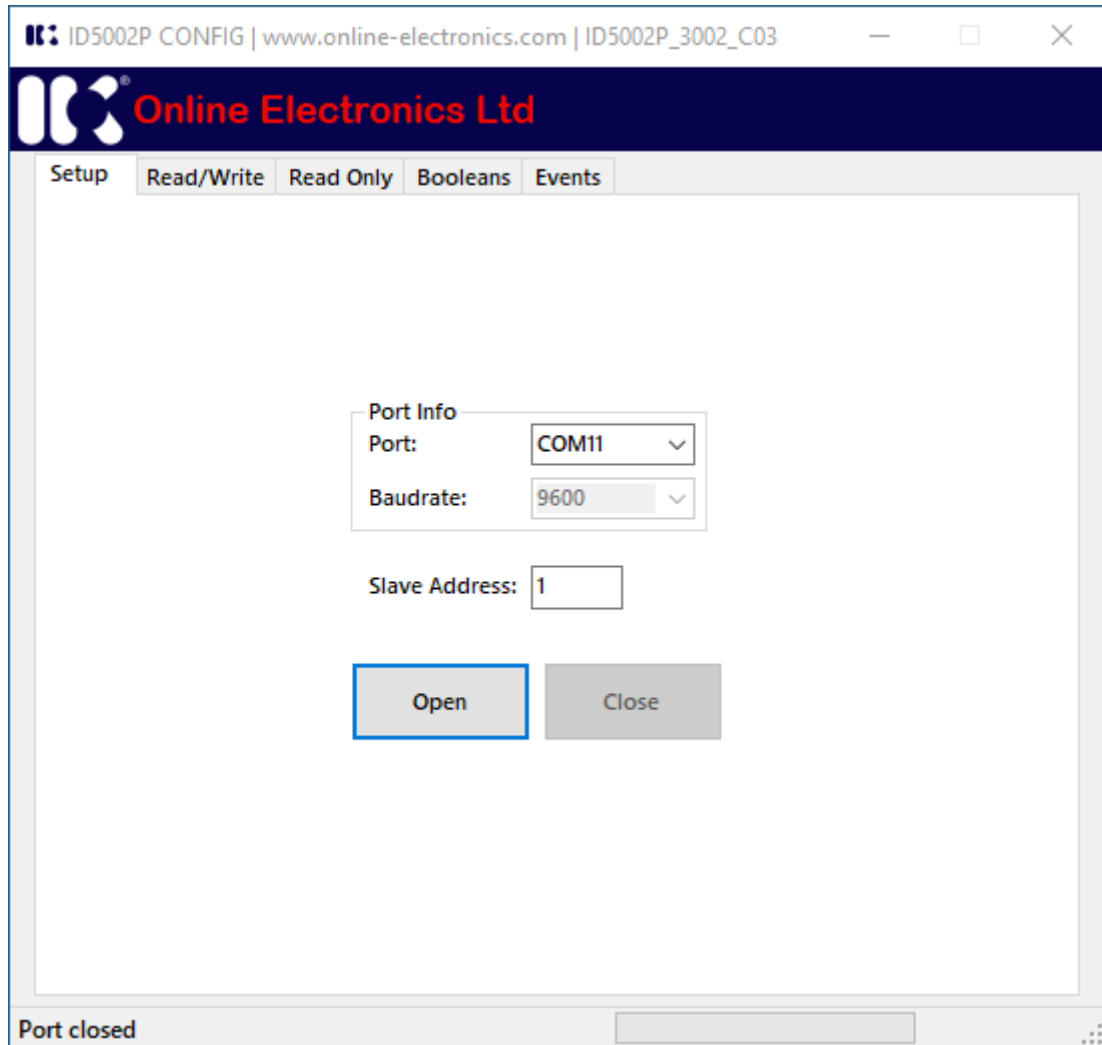 ID5002P CONFIG | www.online-electronics.com | ID5002P_3002_C03
® Online Electronics Ltd
Setup Read/Write Read Only Booleans Events
Port Info
Port: COM11
Baudrate: 9600
Slave Address: 1
Open Close
Port closed